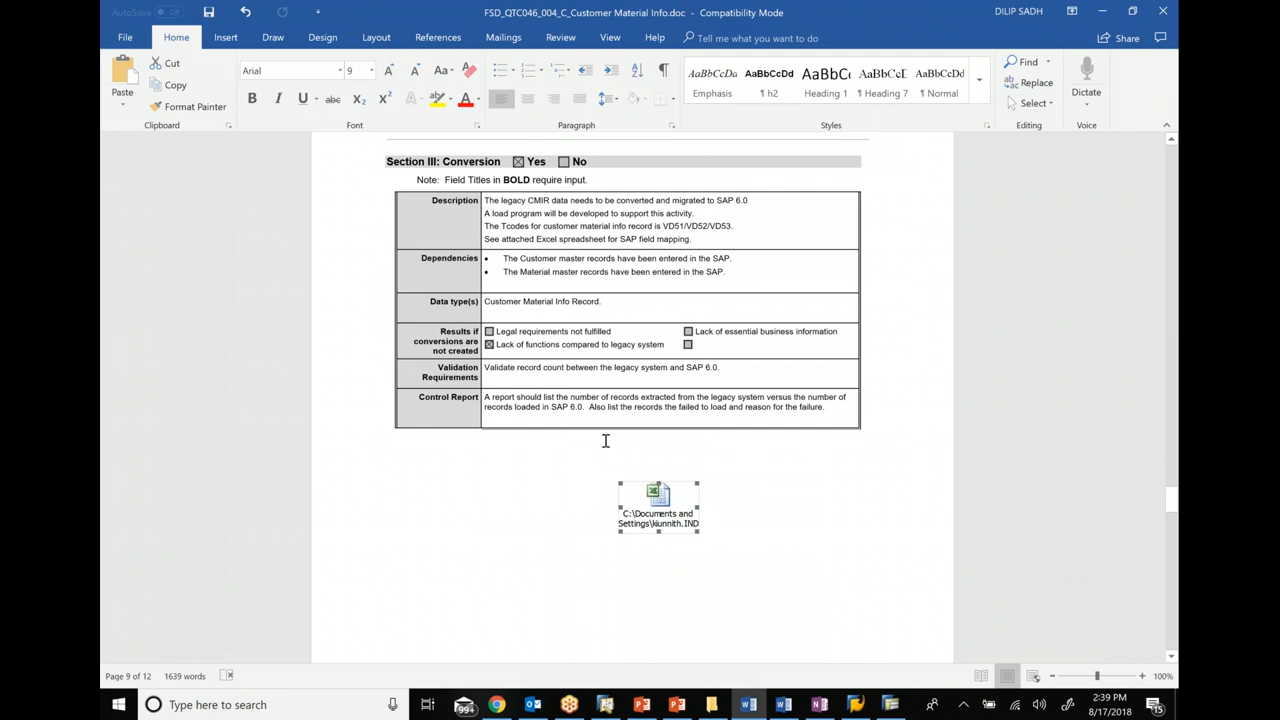 AutoSave Off
FSD_QTC046_004_C_Customer Material Info.doc - Compatibility Mode
DILIP SADH
File Home Insert Draw Design Layout References Mailings Review View Help Tell me what you want to do Share
Paste
Cut
Copy
Format Painter
Clipboard
Arial 9
Font
Paragraph
AaBbCcDa AaBbCcDd AaBbCc AaBbCcD AaBbCcDd
Emphasis ¶ h2 Heading 1 ¶ Heading 7 ¶ Normal
Styles
Find
Replace
Select
Editing
Dictate
Voice
Section III: Conversion Yes No
Note: Field Titles in BOLD require input.
Description
The legacy CMIR data needs to be converted and migrated to SAP 6.0
A load program will be developed to support this activity.
The Tcodes for customer material info record is VD51/VD52/VD53.
See attached Excel spreadsheet for SAP field mapping.
Dependencies
• The Customer master records have been entered in the SAP.
• The Material master records have been entered in the SAP.
Data type(s)
Customer Material Info Record.
Results if
conversions are
not created
Legal requirements not fulfilled Lack of essential business information
Lack of functions compared to legacy system
Validation
Requirements
Validate record count between the legacy system and SAP 6.0.
Control Report
A report should list the number of records extracted from the legacy system versus the number of
records loaded in SAP 6.0. Also list the records the failed to load and reason for the failure.
C:\Documents and
Settings\kiunnith.IND
Page 9 of 12 1639 words
100%
Type here to search
99+
2:39 PM
8/17/2018
15